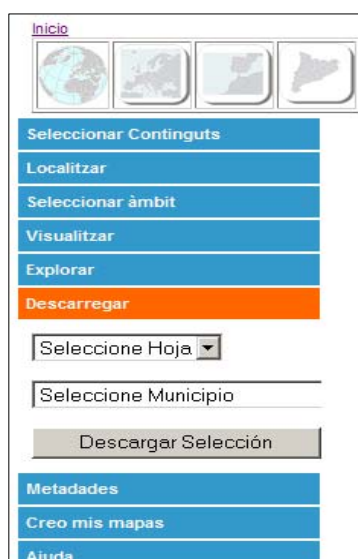 Inicio
Seleccionar Continguts
Localitzar
Seleccionar àmbit
Visualitzar
Explorar
Descarregar
Seleccione Hoja
Seleccione Municipio
Descargar Selección
Metadades
Creo mis mapas
Ajuda